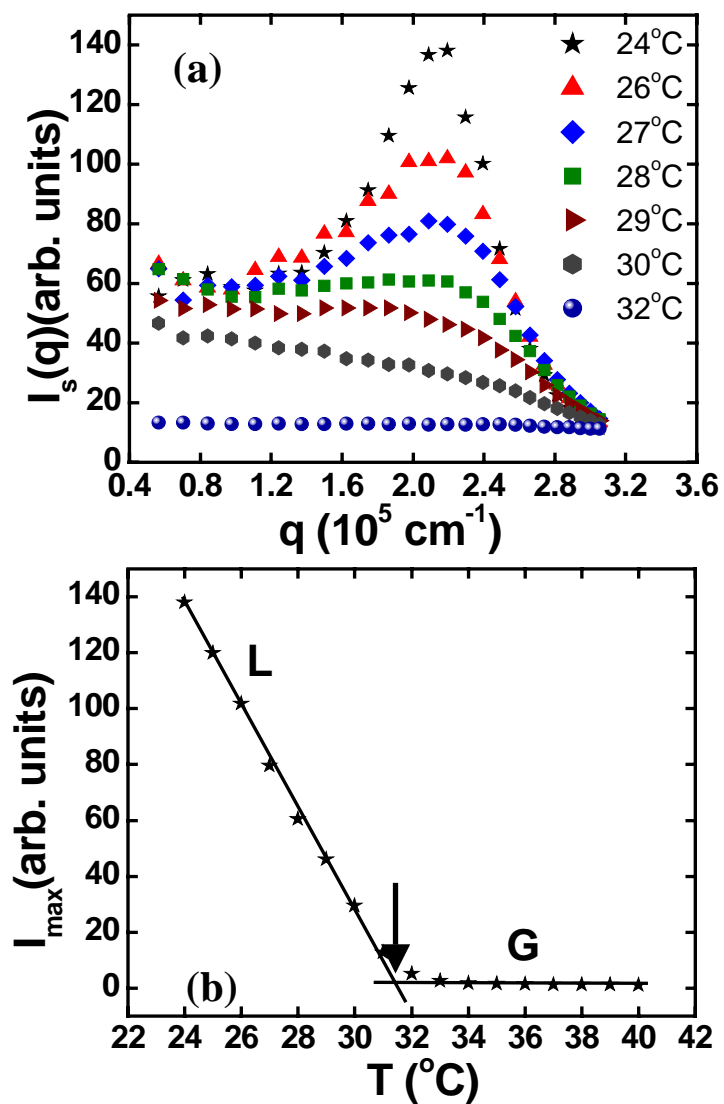 (a)
I_s(q)(arb. units)
140
120
100
80
60
40
20
0
24°C
26°C
27°C
28°C
29°C
30°C
32°C
0.4 0.8 1.2 1.6 2.0 2.4 2.8 3.2 3.6
q (10⁵ cm⁻¹)
I_max(arb. units)
140
120
100
80
60
40
20
0
L
G
(b)
22 24 26 28 30 32 34 36 38 40 42
T (°C)